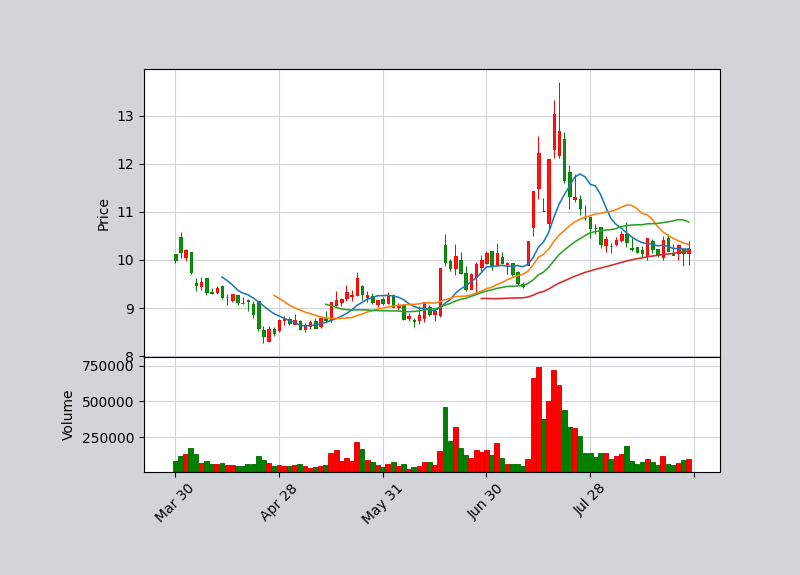 Price
13
12
11
10
9
8
Volume
750000
500000
250000
Mar 30
Apr 28
May 31
Jun 30
Jul 28